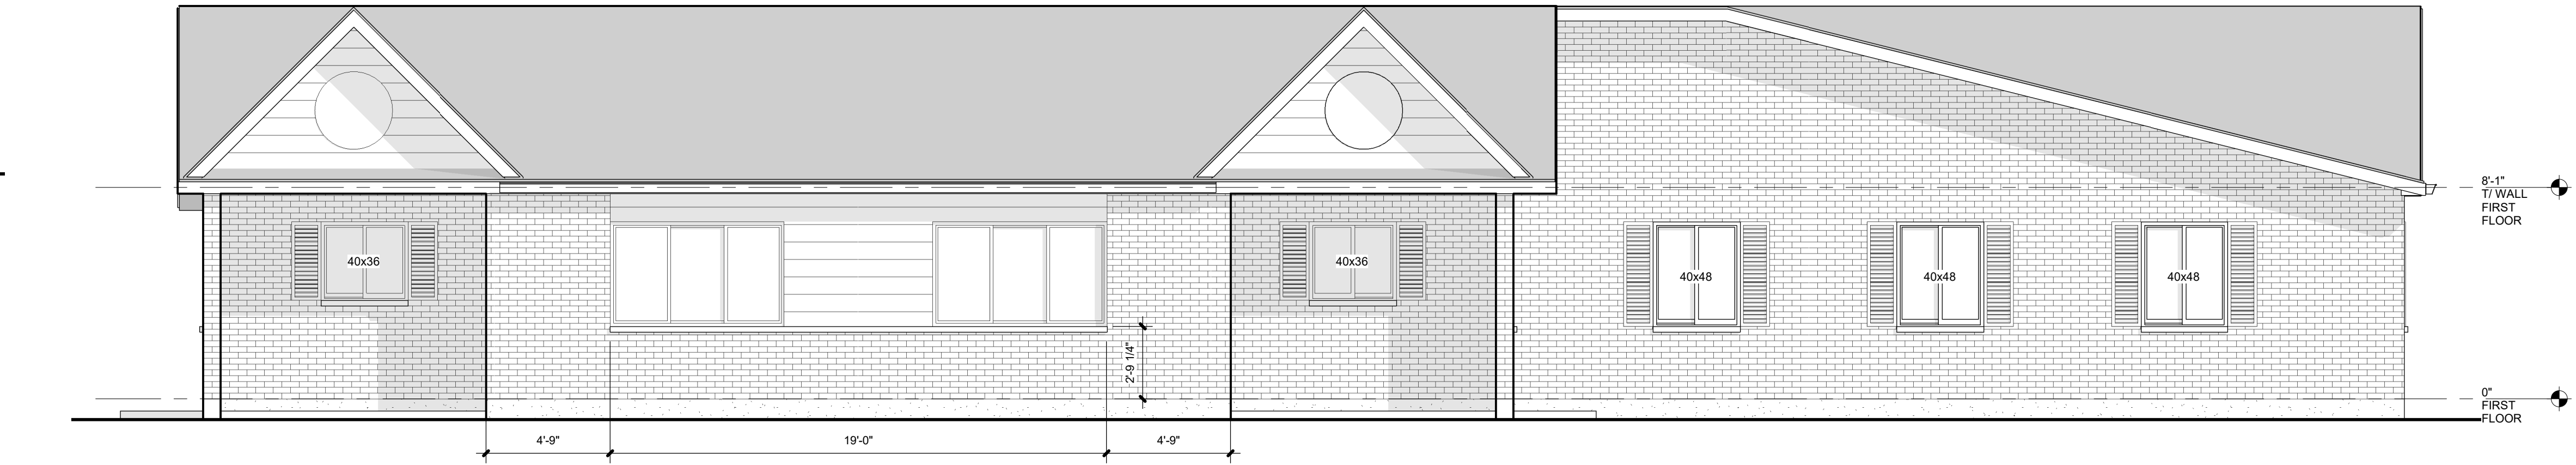 8'-1"
T/ WALL
FIRST
FLOOR
40x36
40x36
40x48
40x48
40x48
2'-9 1/4"
0"
FIRST
FLOOR
4'-9"
19'-0"
4'-9"